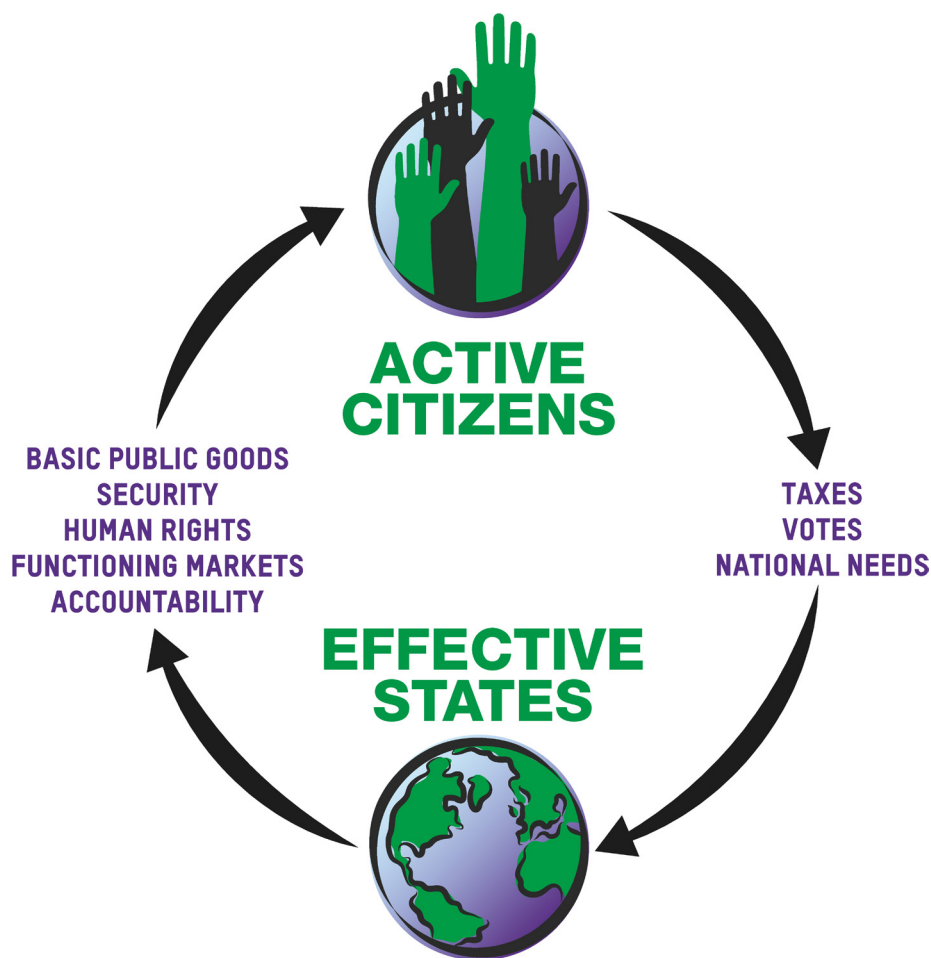 ACTIVE
CITIZENS
BASIC PUBLIC GOODS
SECURITY
HUMAN RIGHTS
FUNCTIONING MARKETS
ACCOUNTABILITY
TAXES
VOTES
NATIONAL NEEDS
EFFECTIVE
STATES